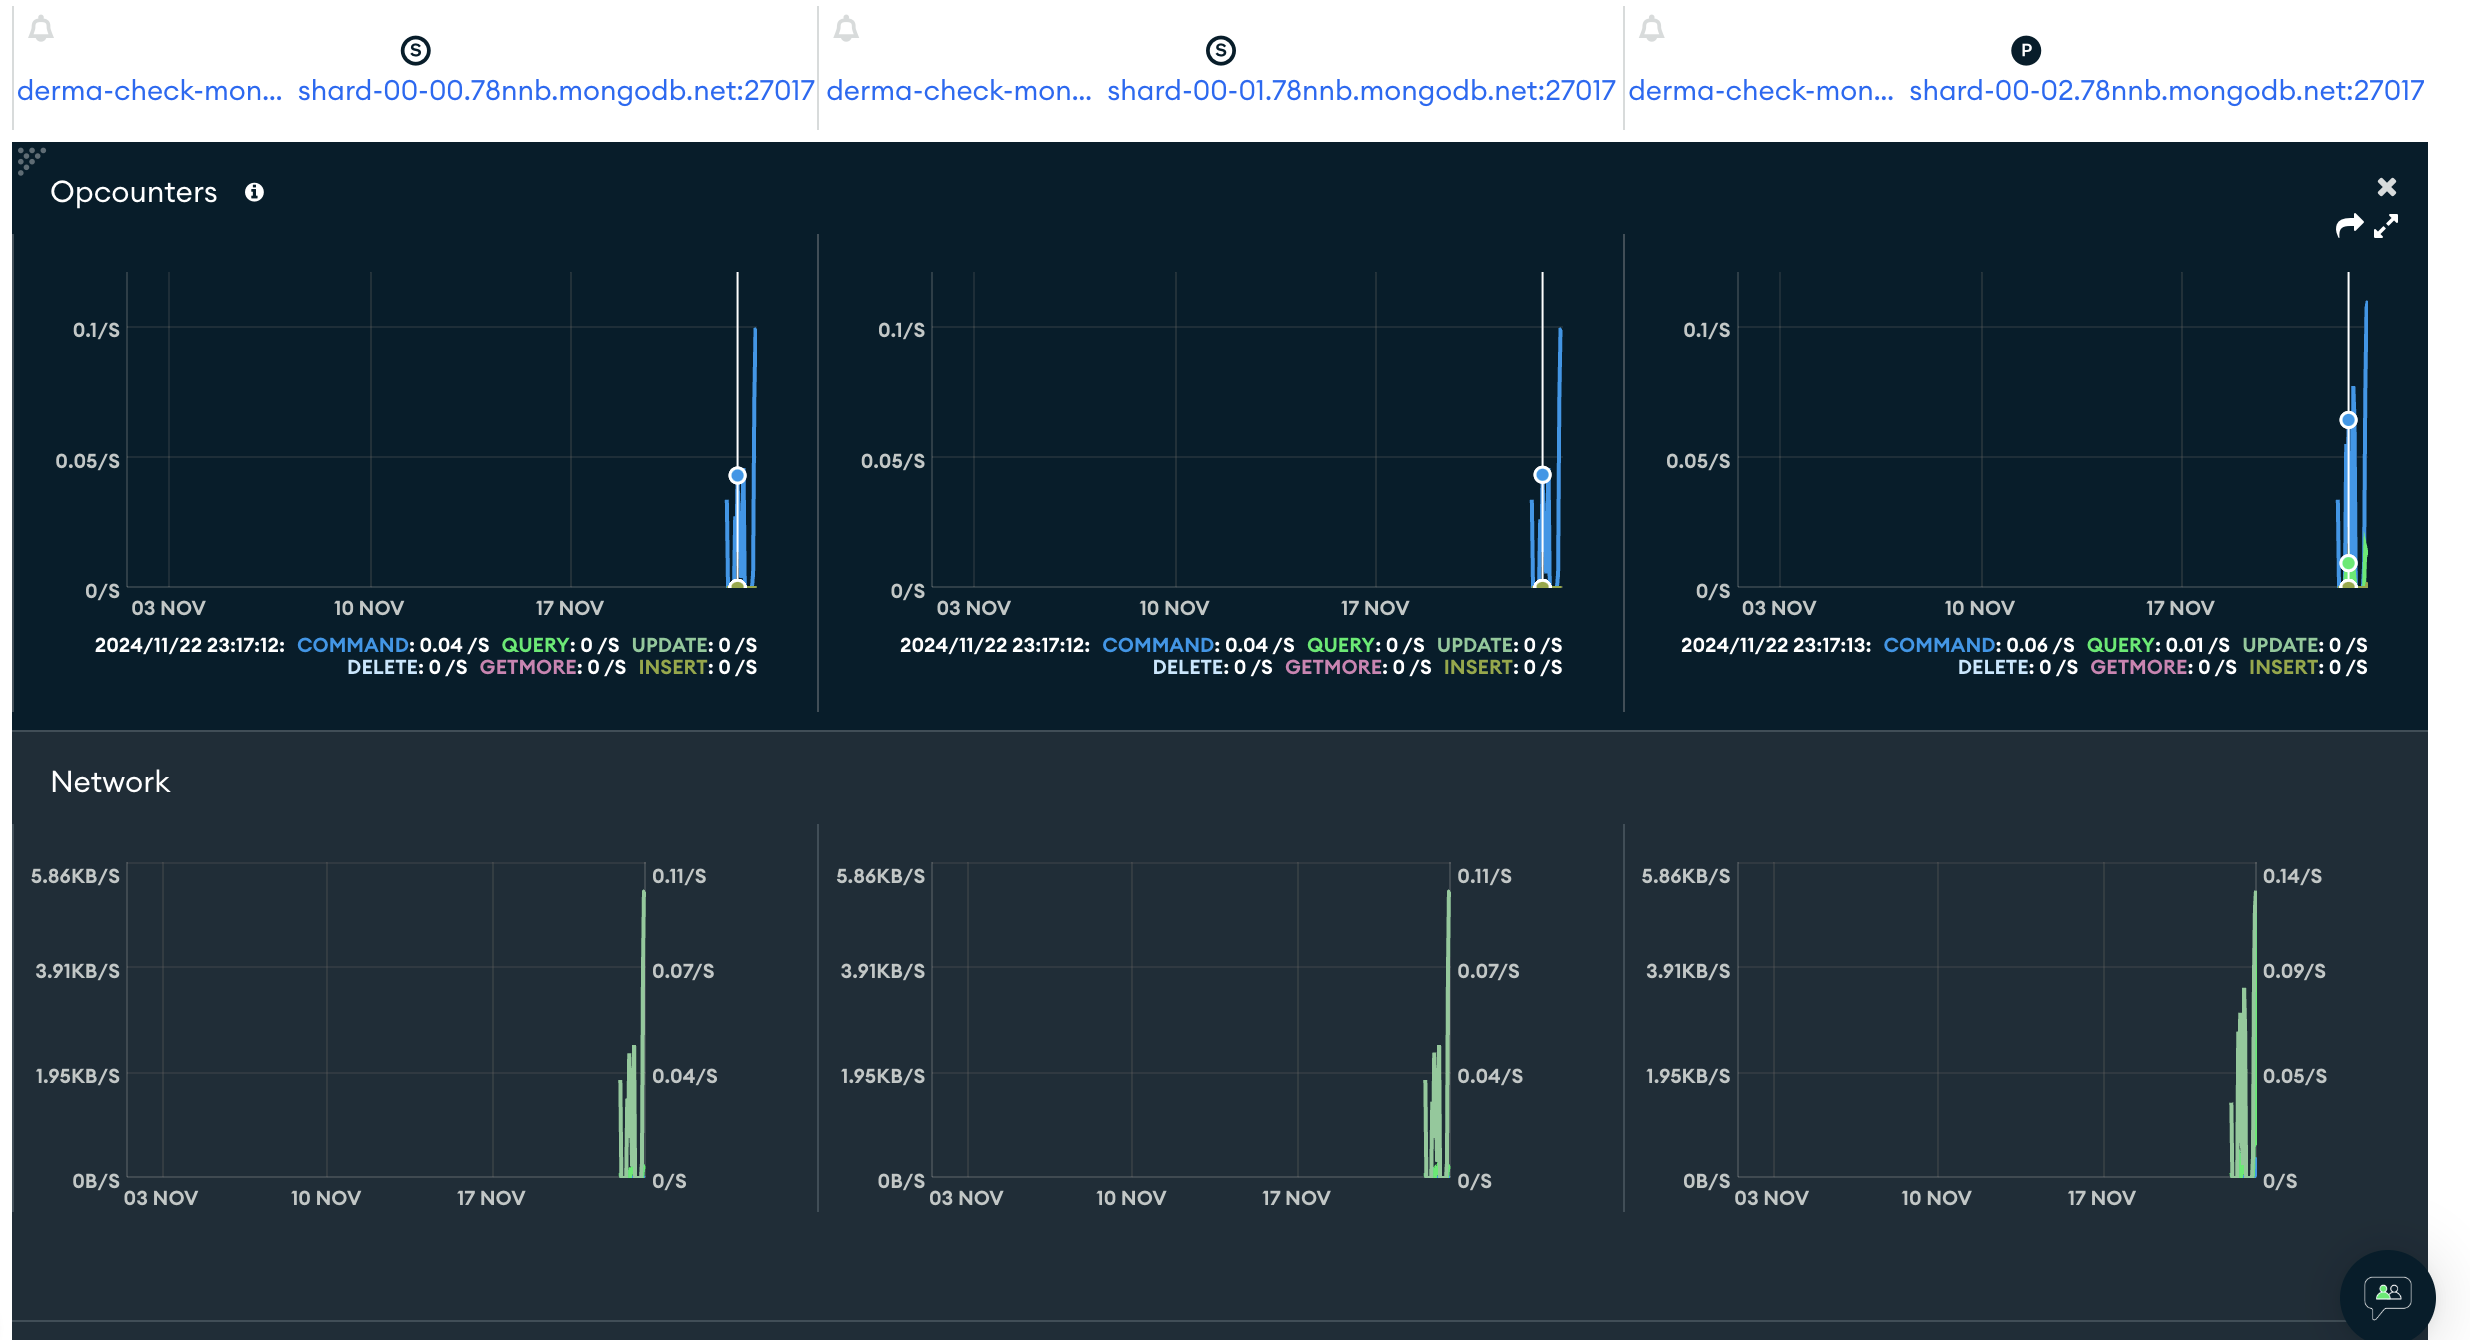 S
derma-check-mon... shard-00-00.78nnb.mongodb.net:27017
S
derma-check-mon... shard-00-01.78nnb.mongodb.net:27017
P
derma-check-mon... shard-00-02.78nnb.mongodb.net:27017
Opcounters
0.1/S
0.05/S
0/S
03 NOV 10 NOV 17 NOV
2024/11/22 23:17:12: COMMAND: 0.04 /S QUERY: 0 /S UPDATE: 0 /S
DELETE: 0 /S GETMORE: 0 /S INSERT: 0 /S
0.1/S
0.05/S
0/S
03 NOV 10 NOV 17 NOV
2024/11/22 23:17:12: COMMAND: 0.04 /S QUERY: 0 /S UPDATE: 0 /S
DELETE: 0 /S GETMORE: 0 /S INSERT: 0 /S
0.1/S
0.05/S
0/S
03 NOV 10 NOV 17 NOV
2024/11/22 23:17:13: COMMAND: 0.06 /S QUERY: 0.01 /S UPDATE: 0 /S
DELETE: 0 /S GETMORE: 0 /S INSERT: 0 /S
Network
5.86KB/S 0.11/S
3.91KB/S 0.07/S
1.95KB/S 0.04/S
0B/S 0/S
03 NOV 10 NOV 17 NOV
5.86KB/S 0.11/S
3.91KB/S 0.07/S
1.95KB/S 0.04/S
0B/S 0/S
03 NOV 10 NOV 17 NOV
5.86KB/S 0.14/S
3.91KB/S 0.09/S
1.95KB/S 0.05/S
0B/S 0/S
03 NOV 10 NOV 17 NOV